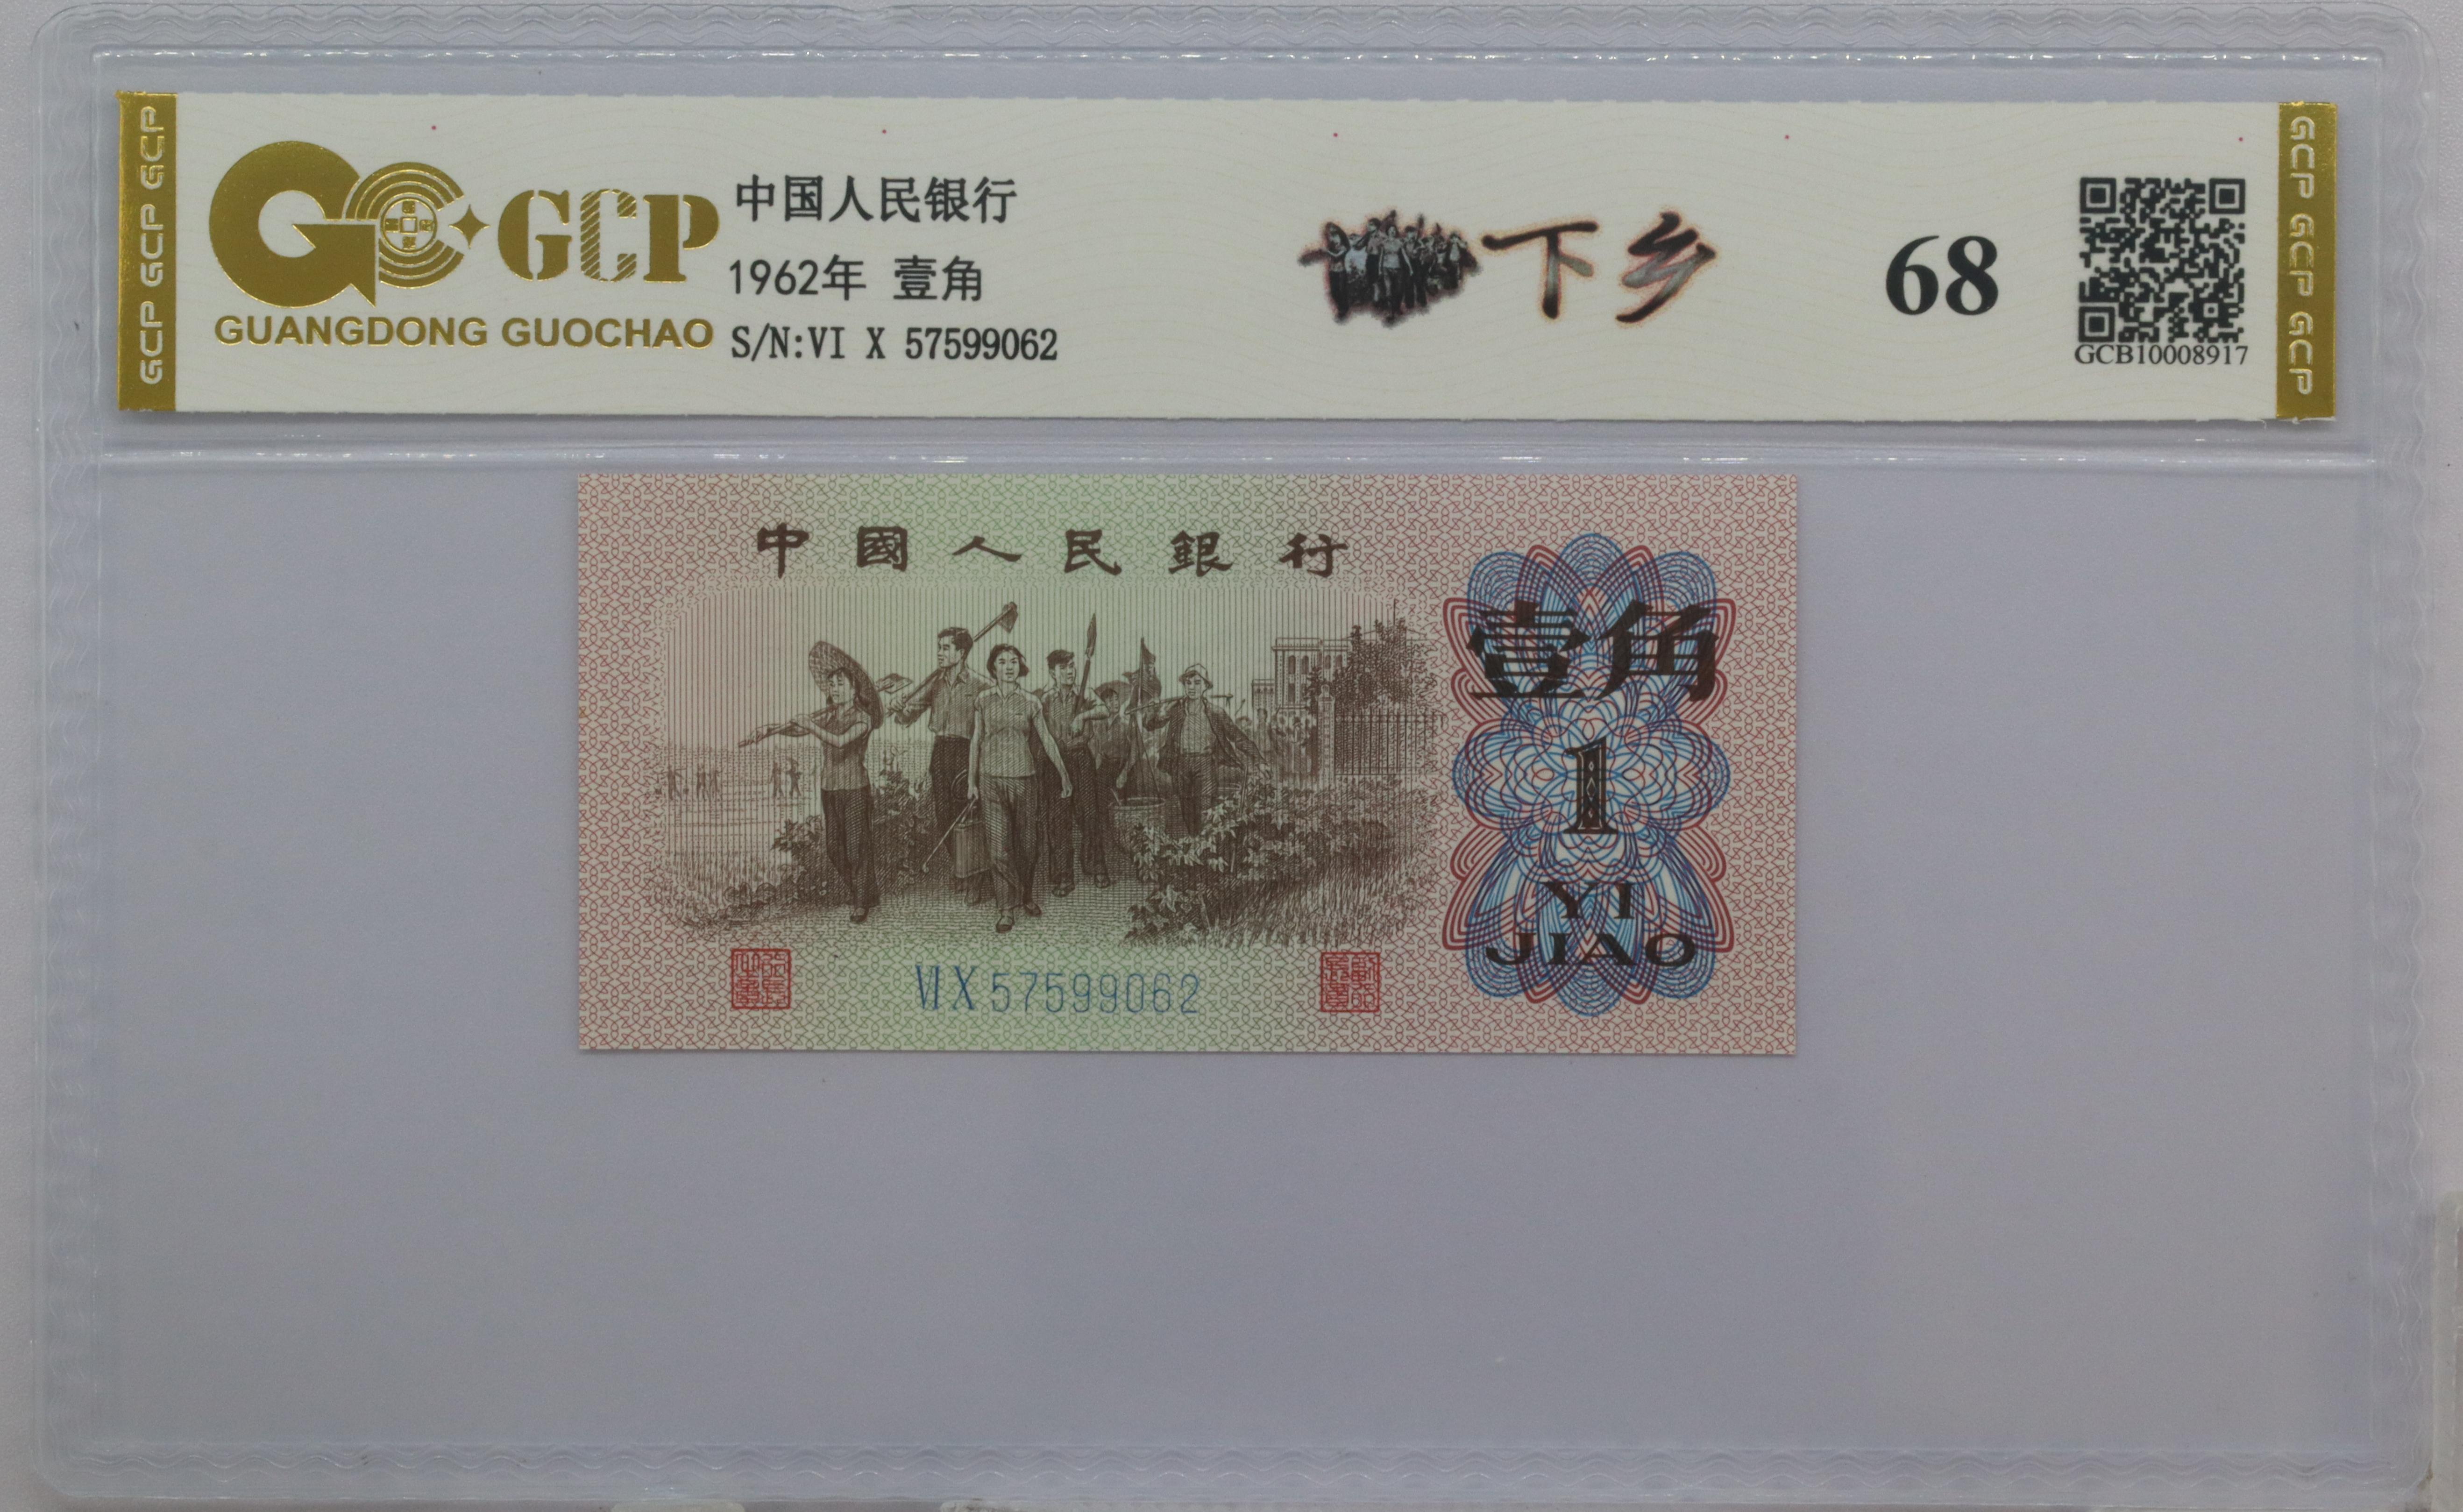 GCP GCP GCP
GCP
GUANGDONG GUOCHAO
中国人民银行
1962年 壹角
S/N:VI X 57599062
下乡
68
GCB10008917
GCP GCP GCP
中國人民銀行
壹角
1
YI
JIAO
VI X 57599062